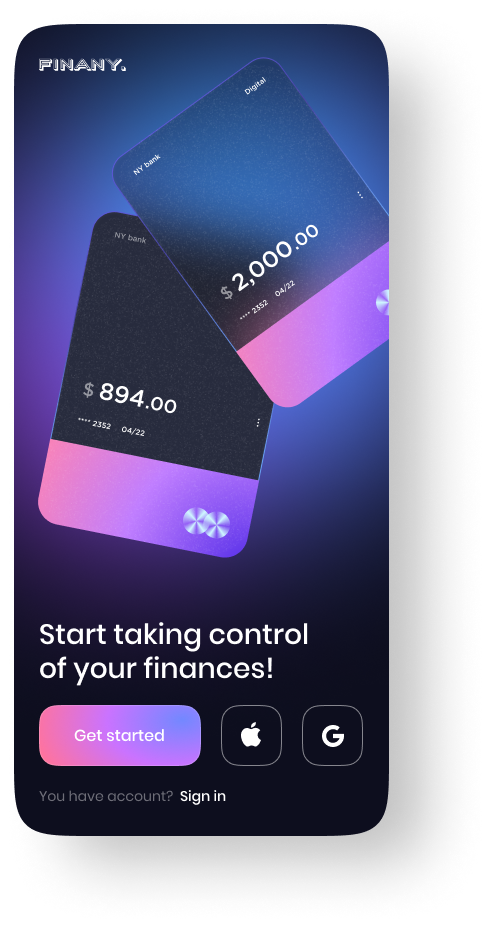 FINANY.
Digital
NY bank
$ 2,000.00
**** 2352 04/22
NY bank
$ 894.00
**** 2352 04/22
Start taking control
of your finances!
Get started
You have account? Sign in